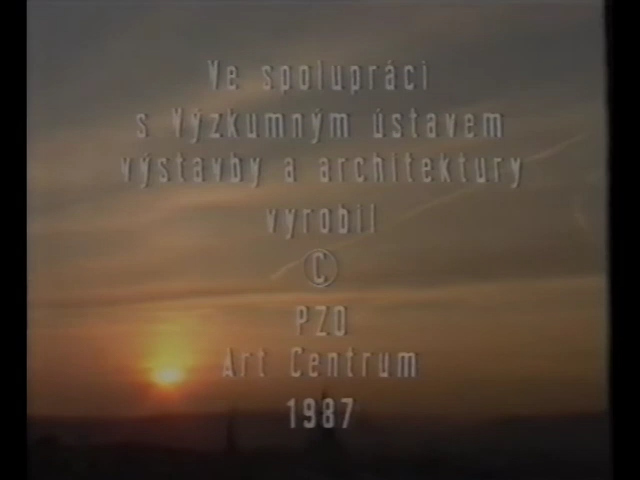 Ve spolupráci
s Výzkumným ústavem
výstavby a architektury
vyrobil
©
PZO
Art Centrum
1987